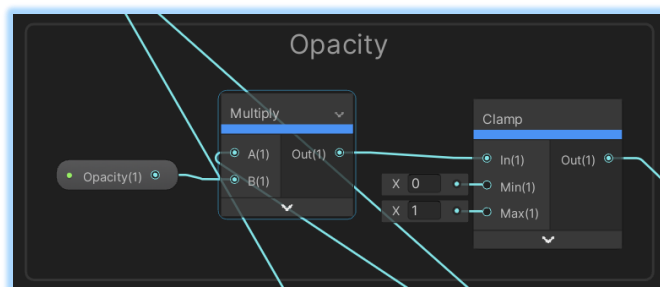 Opacity
Multiply
A(1) Out(1)
B(1)
Opacity(1)
Clamp
In(1) Out(1)
X 0 Min(1)
X 1 Max(1)